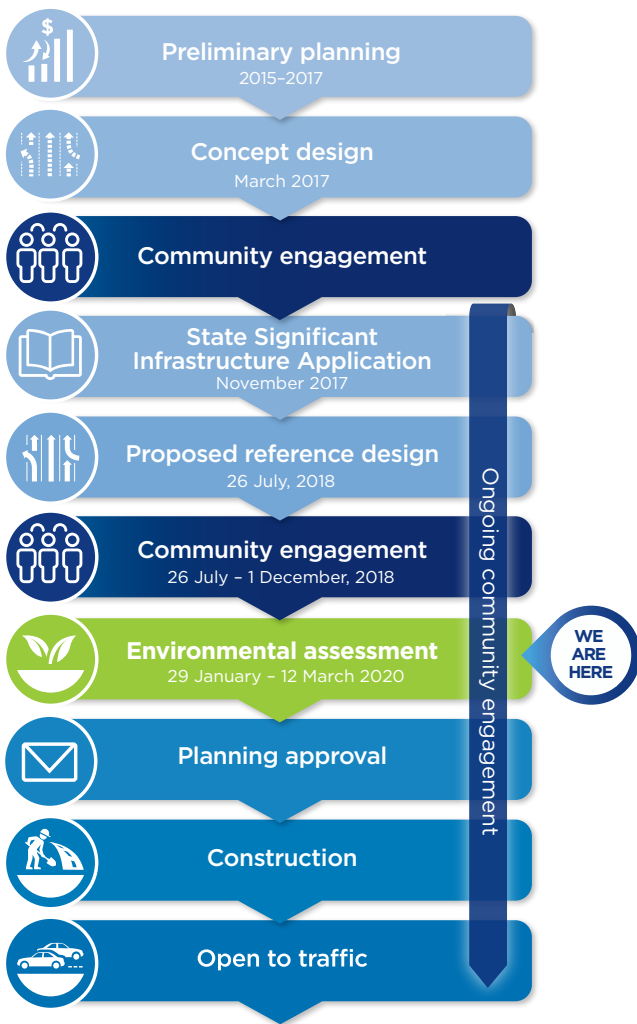 $
Preliminary planning
2015–2017
Concept design
March 2017
Community engagement
State Significant
Infrastructure Application
November 2017
Proposed reference design
26 July, 2018
Community engagement
26 July – 1 December, 2018
Environmental assessment
29 January – 12 March 2020
WE
ARE
HERE
Planning approval
Construction
Open to traffic
Ongoing community engagement